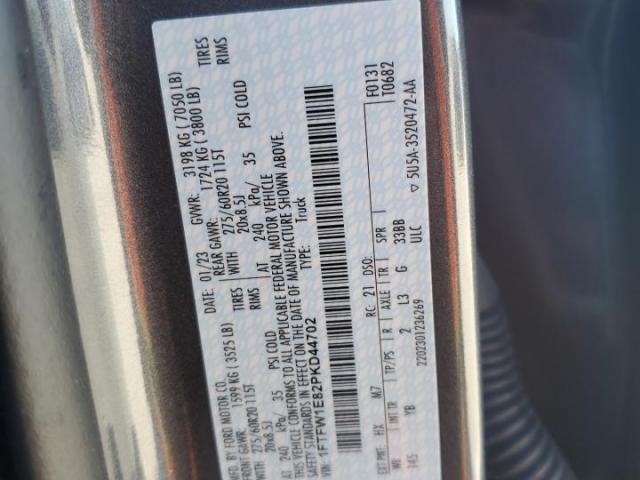 MFD. BY FORD MOTOR CO.
DATE: 01/23 GVWR: 3198 KG ( 7050 LB)
FRONT GAWR: 1599 KG ( 3525 LB) REAR GAWR: 1724 KG ( 3800 LB)
275/60R20 115T TIRES WITH 275/60R20 115T TIRES
20x8.5J RIMS 20x8.5J RIMS
AT 240 kPa/ 35 PSI COLD AT 240 kPa/ 35 PSI COLD
THIS VEHICLE CONFORMS TO ALL APPLICABLE FEDERAL MOTOR VEHICLE
SAFETY STANDARDS IN EFFECT ON THE DATE OF MANUFACTURE SHOWN ABOVE.
VIN: 1FTFW1E82PKD44702 Truck
F0131
T0682
EXT PNT: HX M7 RC: 21 DSO:
WB INT TR TP/PS R AXLE TR SPR
145 YB 2 L3 G 33BB
2202301236269 ULC
▽ 5U5A-3520472-AA